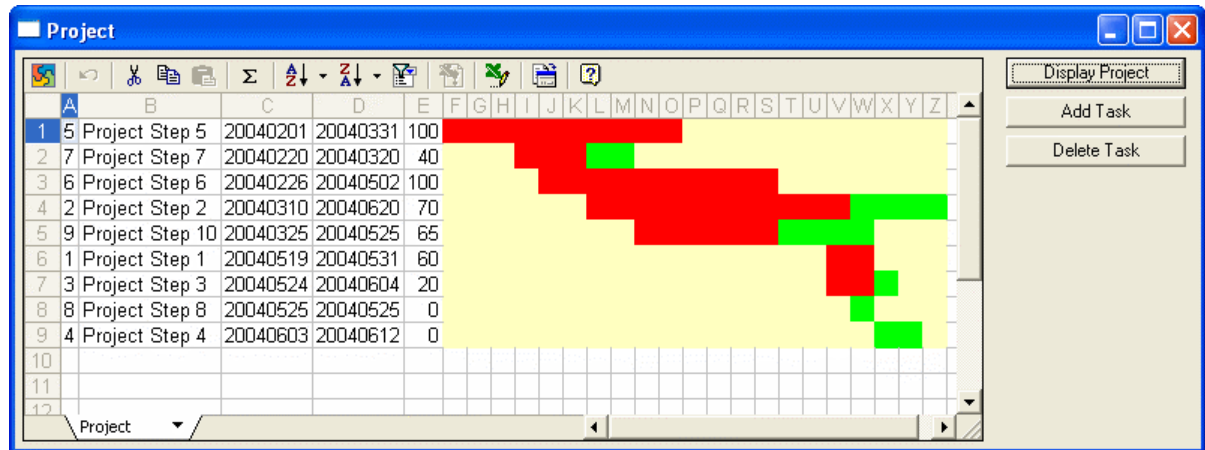 Project
Σ A Z Z A ?
Display Project
Add Task
Delete Task
A B C D E F G H I J K L M N O P Q R S T U V W X Y Z
1 5 Project Step 5 20040201 20040331 100
2 7 Project Step 7 20040220 20040320 40
3 6 Project Step 6 20040226 20040502 100
4 2 Project Step 2 20040310 20040620 70
5 9 Project Step 10 20040325 20040525 65
6 1 Project Step 1 20040519 20040531 60
7 3 Project Step 3 20040524 20040604 20
8 8 Project Step 8 20040525 20040525 0
9 4 Project Step 4 20040603 20040612 0
10
11
12
Project